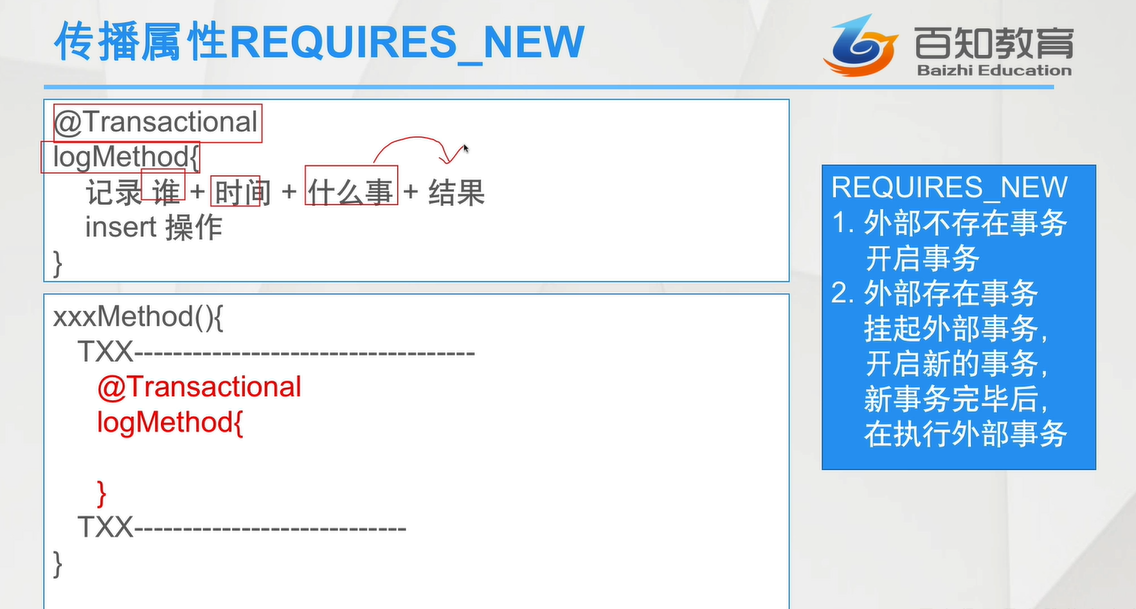 传播属性REQUIRES_NEW
百知教育
Baizhi Education
@Transactional
logMethod{
记录 谁 + 时间 + 什么事 + 结果
insert 操作
}
xxxMethod(){
TXX------------------------------------
@Transactional
logMethod{
}
TXX-----------------------------
}
REQUIRES_NEW
1. 外部不存在事务
开启事务
2. 外部存在事务
挂起外部事务,
开启新的事务,
新事务完毕后,
在执行外部事务